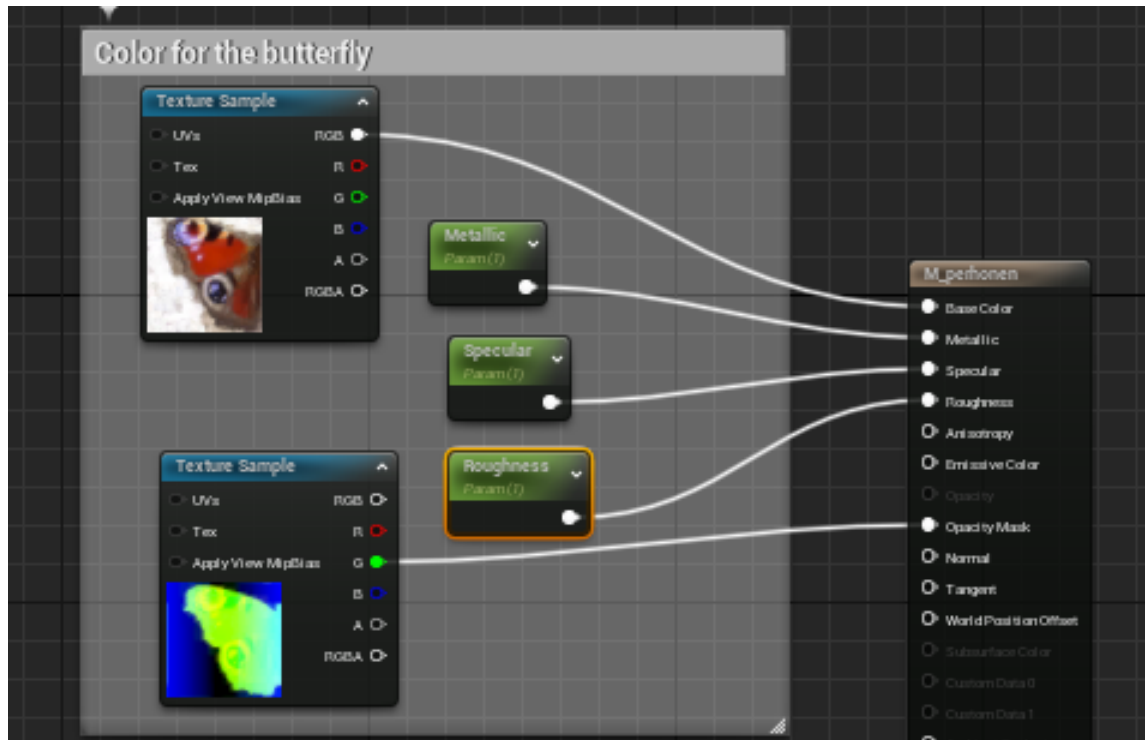 Color for the butterfly
Texture Sample
UVs
RGB
Tex
R
Apply View MipBias
G
B
A
RGBA
Metallic
Param (1)
Specular
Param (1)
Texture Sample
UVs
RGB
Tex
R
Apply View MipBias
G
B
A
RGBA
Roughness
Param (1)
M_perhonen
Base Color
Metallic
Specular
Roughness
Anisotropy
Emissive Color
Opacity
Opacity Mask
Normal
Tangent
World Position Offset
Subsurface Color
Custom Data 0
Custom Data 1